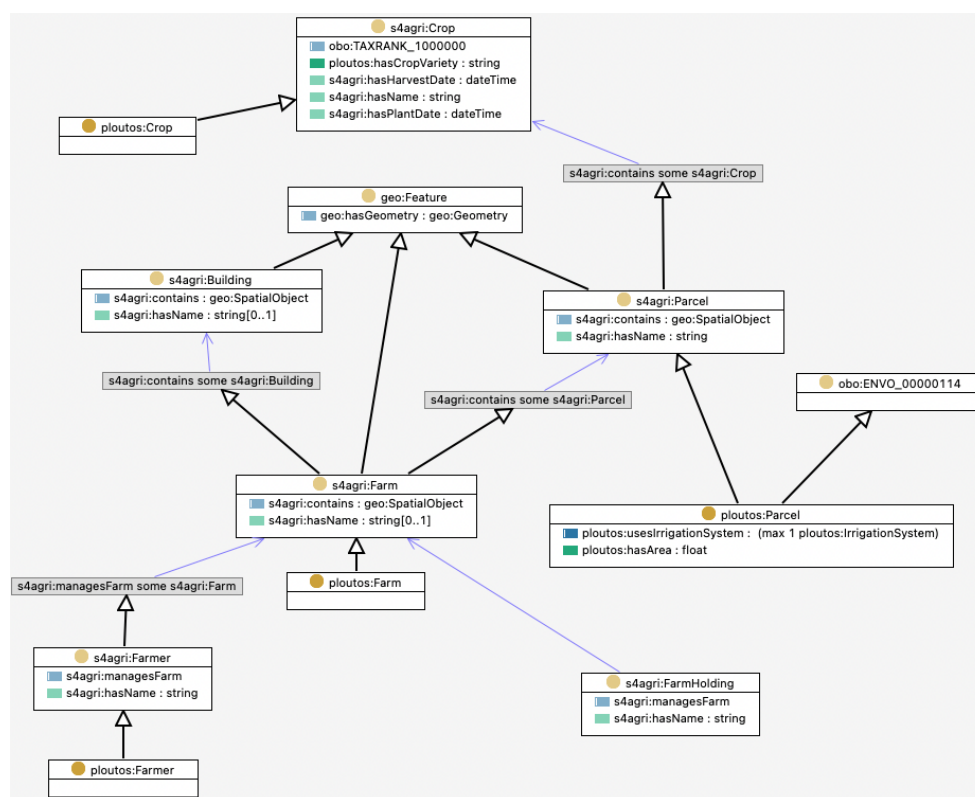 s4agri:Crop
obo:TAXRANK_1000000
ploutos:hasCropVariety : string
s4agri:hasHarvestDate : dateTime
s4agri:hasName : string
s4agri:hasPlantDate : dateTime
ploutos:Crop
s4agri:contains some s4agri:Crop
geo:Feature
geo:hasGeometry : geo:Geometry
s4agri:Building
s4agri:contains : geo:SpatialObject
s4agri:hasName : string[0..1]
s4agri:Parcel
s4agri:contains : geo:SpatialObject
s4agri:hasName : string
s4agri:contains some s4agri:Building
s4agri:contains some s4agri:Parcel
obo:ENVO_00000114
s4agri:Farm
s4agri:contains : geo:SpatialObject
s4agri:hasName : string[0..1]
ploutos:Parcel
ploutos:usesIrrigationSystem : (max 1 ploutos:IrrigationSystem)
ploutos:hasArea : float
s4agri:managesFarm some s4agri:Farm
ploutos:Farm
s4agri:Farmer
s4agri:managesFarm
s4agri:hasName : string
s4agri:FarmHolding
s4agri:managesFarm
s4agri:hasName : string
ploutos:Farmer